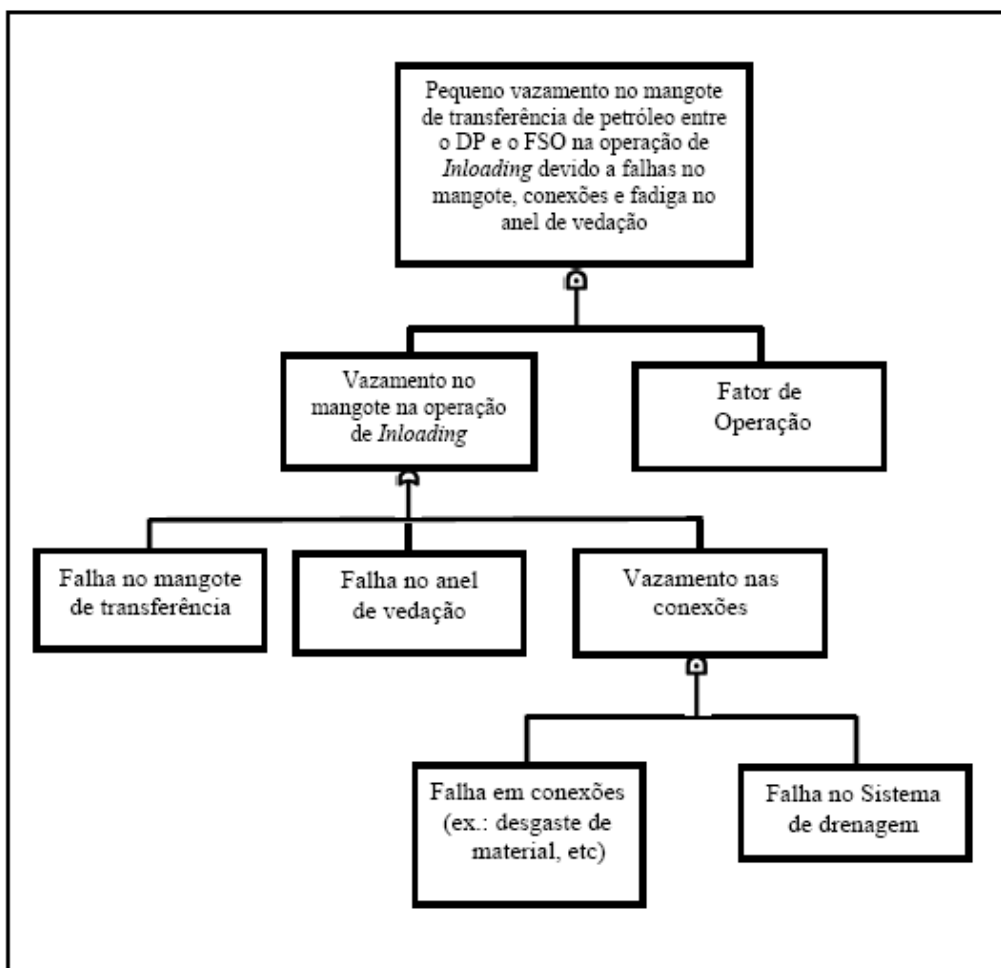 Pequeno vazamento no mangote
de transferência de petróleo entre
o DP e o FSO na operação de
Inloading devido a falhas no
mangote, conexões e fadiga no
anel de vedação
Vazamento no
mangote na operação
de Inloading
Fator de
Operação
Falha no mangote
de transferência
Falha no anel
de vedação
Vazamento nas
conexões
Falha em conexões
(ex.: desgaste de
material, etc)
Falha no Sistema
de drenagem